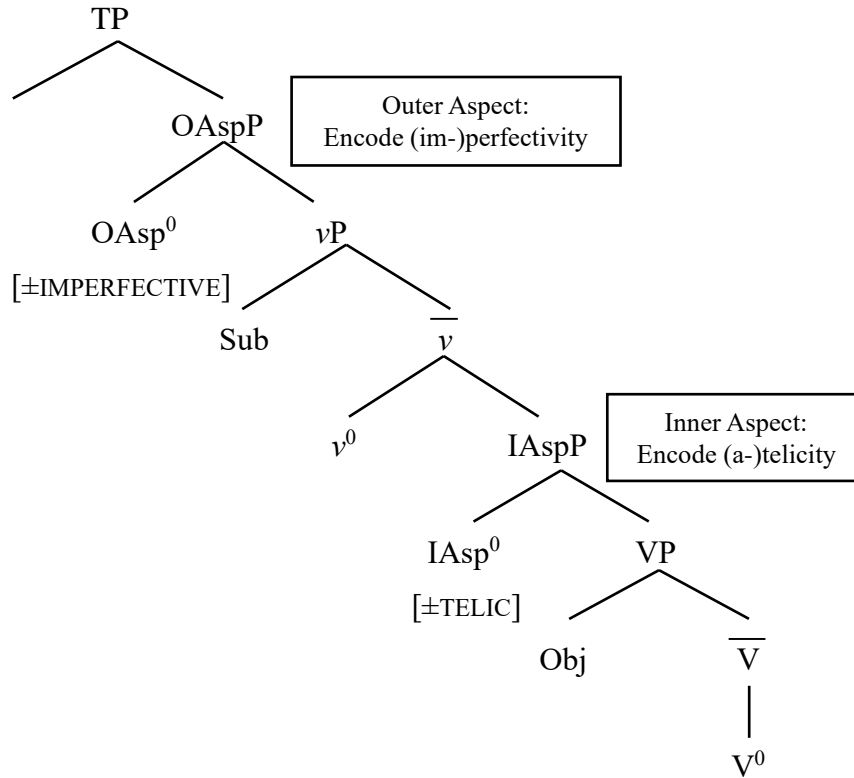 TP
OAspP
Outer Aspect:
Encode (im-)perfectivity
OAsp⁰
vP
[±IMPERFECTIVE]
Sub
v̅
v⁰
IAspP
Inner Aspect:
Encode (a-)telicity
IAsp⁰
VP
[±TELIC]
Obj
V̅
V⁰